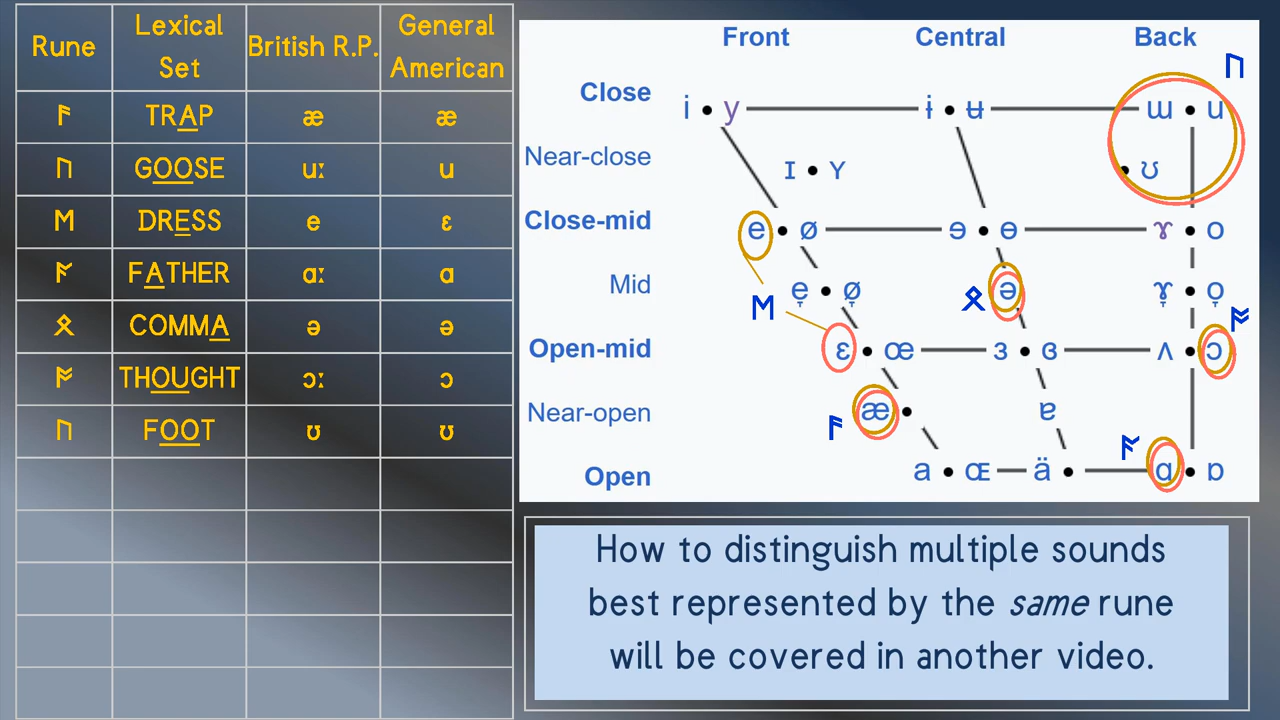 Rune Lexical Set British R.P. General American
ᚫ TRAP æ æ
ᚢ GOOSE uː u
ᛖ DRESS e ɛ
ᚨ FATHER ɑː ɑ
ᛟ COMMA ə ə
ᚩ THOUGHT ɔː ɔ
ᚢ FOOT ʊ ʊ
Front Central Back
ᚢ
Close i • y ɨ • ʉ ɯ • u
Near-close ɪ • ʏ • ʊ
Close-mid e • ø ɘ • ɵ ɤ • o
Mid ᛖ e̞ • ø̞ ᛟ ə ɤ̞ • o̞
ᚩ
Open-mid ɛ • œ ɜ • ɞ ʌ • ɔ
Near-open ᚫ æ • ɐ
ᚨ
Open a • ɶ ä • ɑ • ɒ
How to distinguish multiple sounds
best represented by the same rune
will be covered in another video.